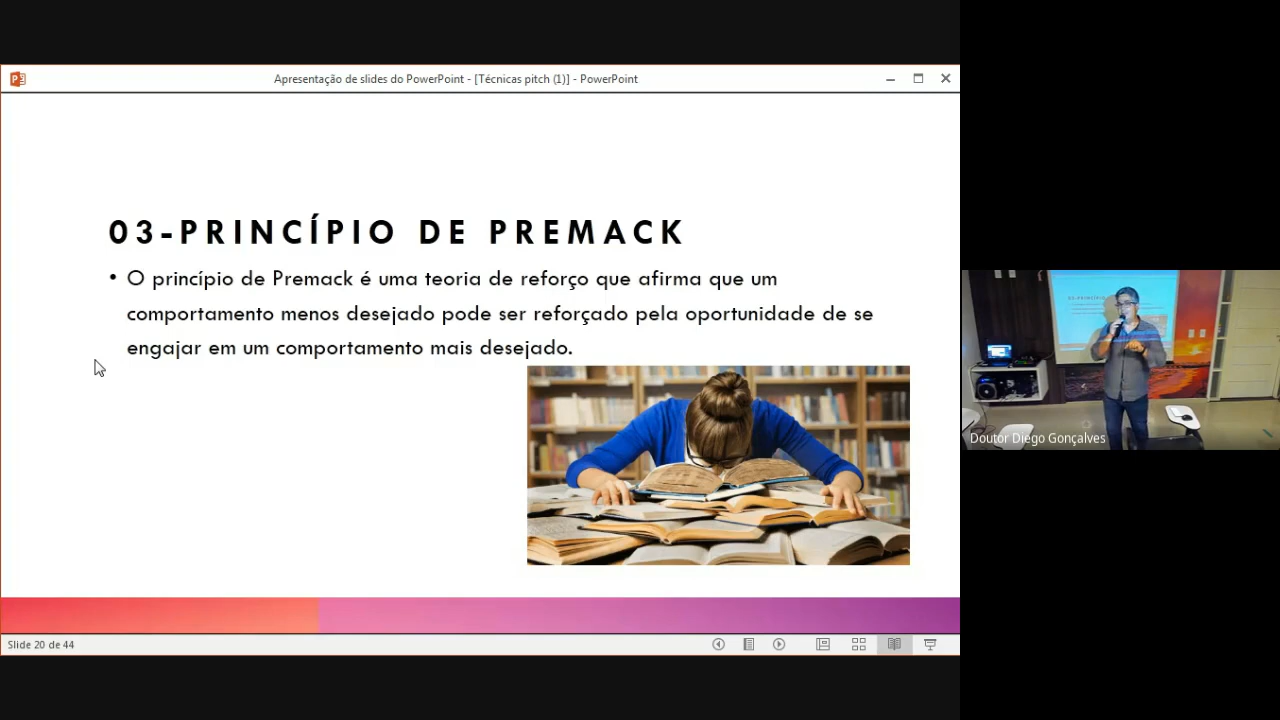 Apresentação de slides do PowerPoint - [Técnicas pitch (1)] - PowerPoint
03-PRINCÍPIO DE PREMACK
• O princípio de Premack é uma teoria de reforço que afirma que um
comportamento menos desejado pode ser reforçado pela oportunidade de se
engajar em um comportamento mais desejado.
Doutor Diego Gonçalves
Slide 20 de 44